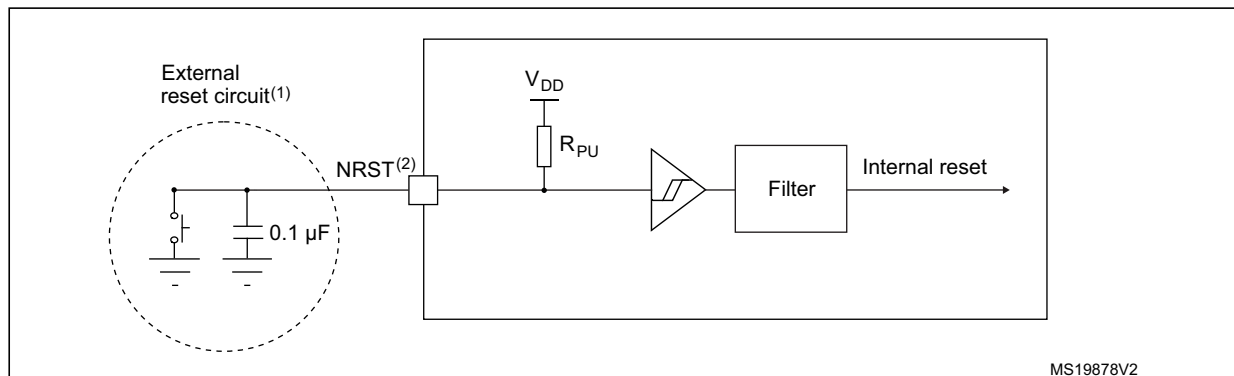 External
reset circuit(1)
VDD
RPU
NRST(2)
Filter
Internal reset
0.1 µF
MS19878V2